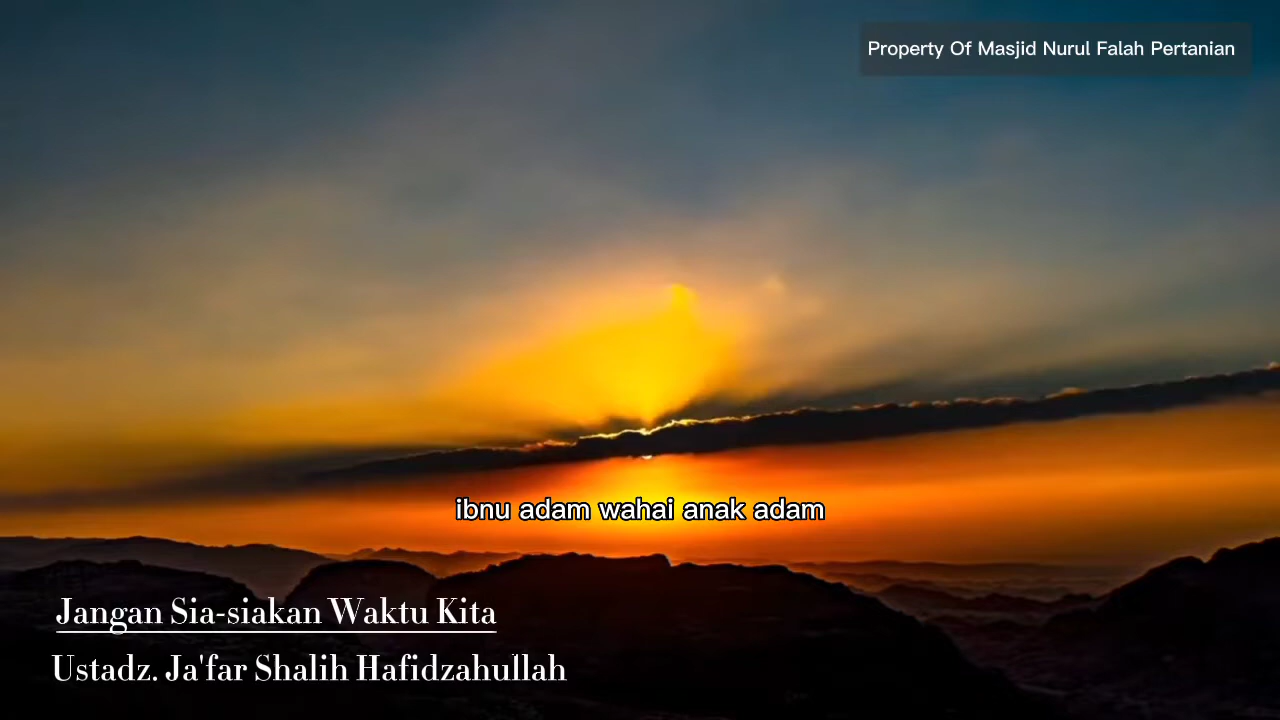 Property Of Masjid Nurul Falah Pertanian
ibnu adam wahai anak adam
Jangan Sia-siakan Waktu Kita
Ustadz. Ja'far Shalih Hafidzahullah